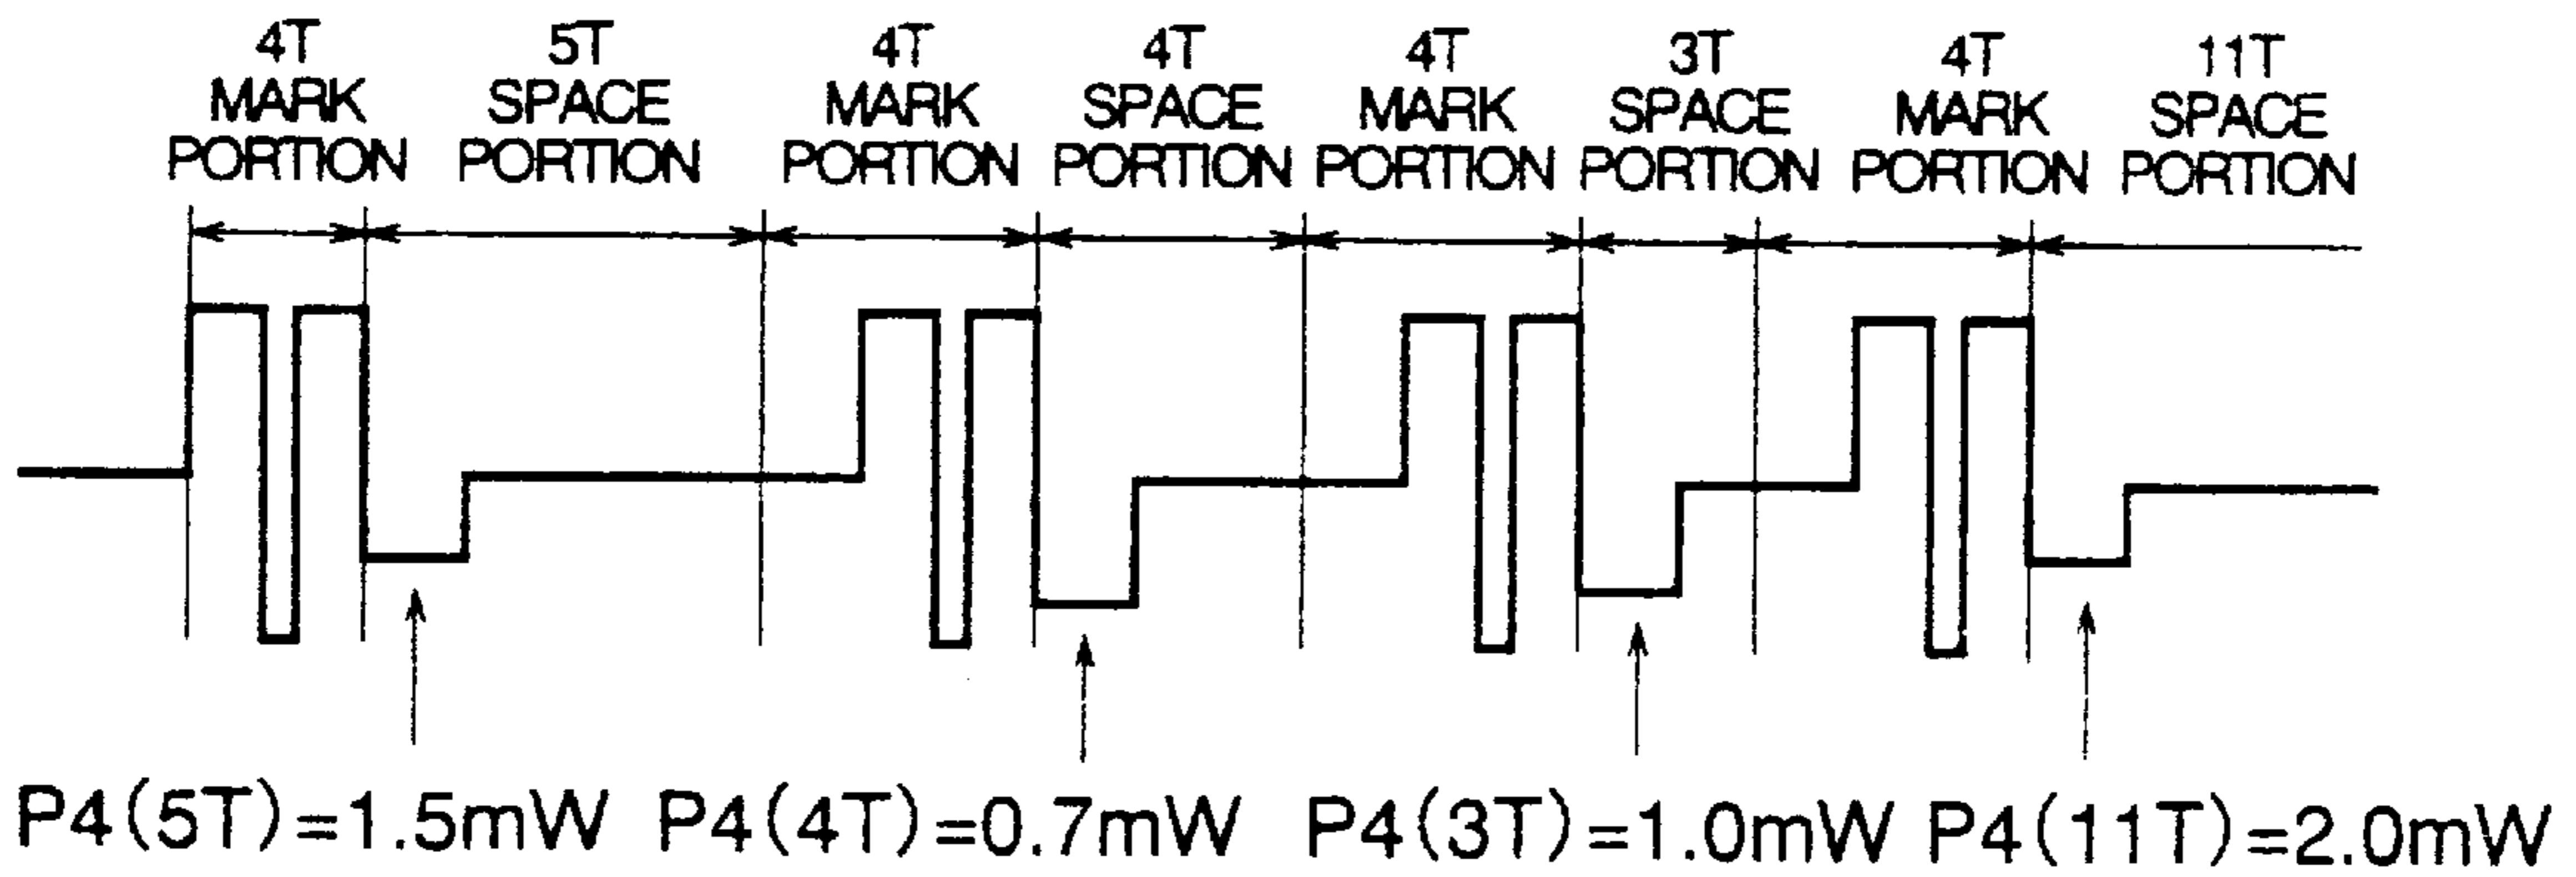 4T 5T 4T 4T 4T 3T 4T 11T
MARK SPACE MARK SPACE MARK SPACE MARK SPACE
PORTION PORTION PORTION PORTION PORTION PORTION PORTION PORTION
P4(5T)=1.5mW P4(4T)=0.7mW P4(3T)=1.0mW P4(11T)=2.0mW